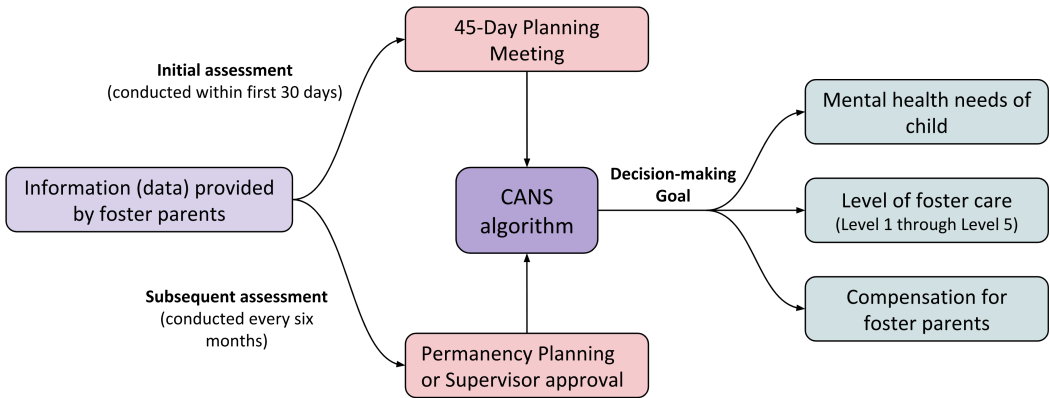 45-Day Planning
Meeting
Initial assessment
(conducted within first 30 days)
Mental health needs of
child
Information (data) provided
by foster parents
CANS
algorithm
Decision-making
Goal
Level of foster care
(Level 1 through Level 5)
Subsequent assessment
(conducted every six
months)
Compensation for
foster parents
Permanency Planning
or Supervisor approval